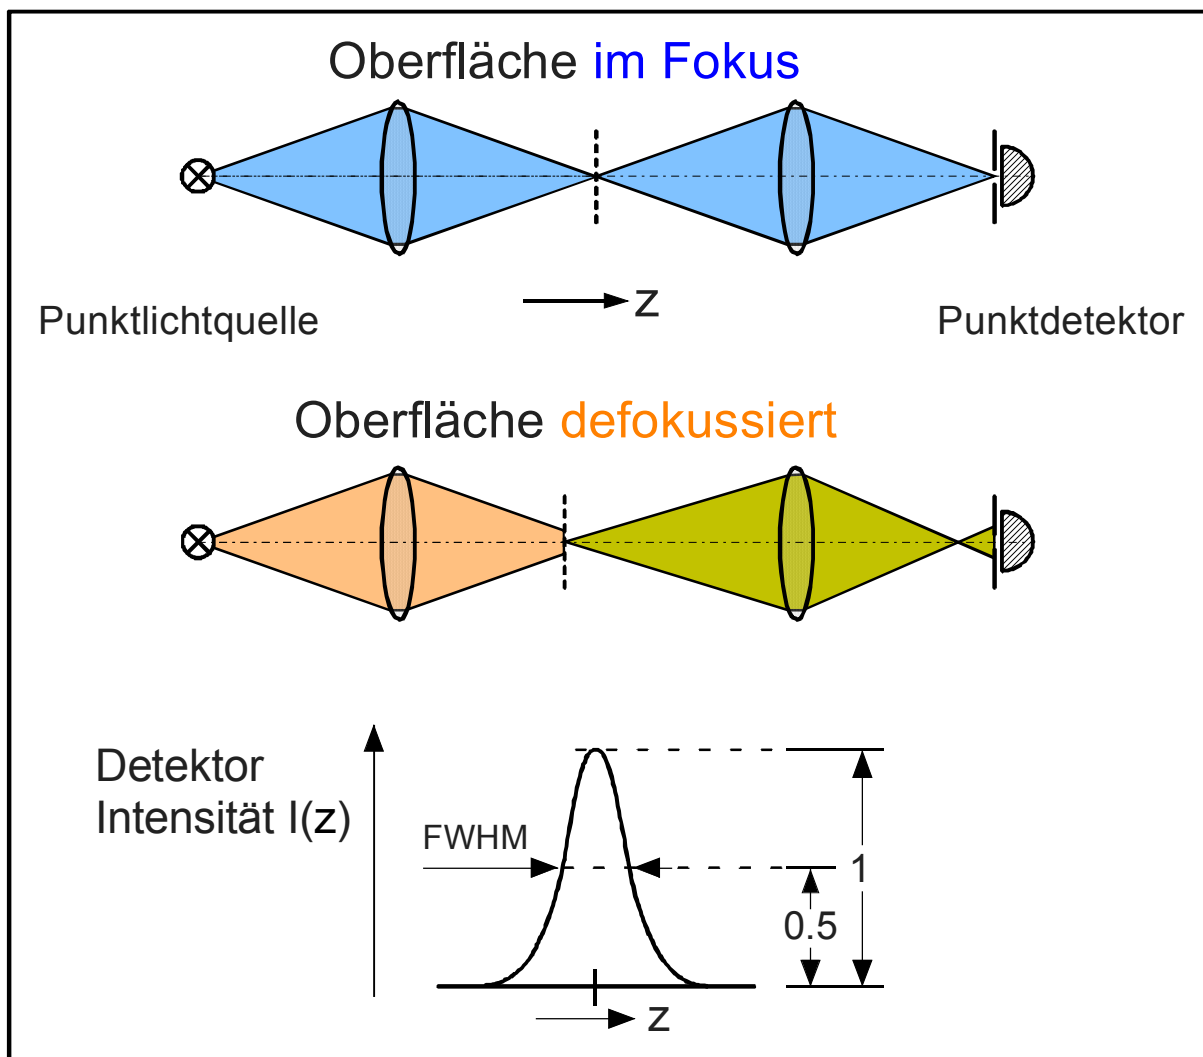 Oberfläche im Fokus
z
Punktlichtquelle
Punktdetektor
Oberfläche defokussiert
Detektor
Intensität I(z)
FWHM
1
0.5
z